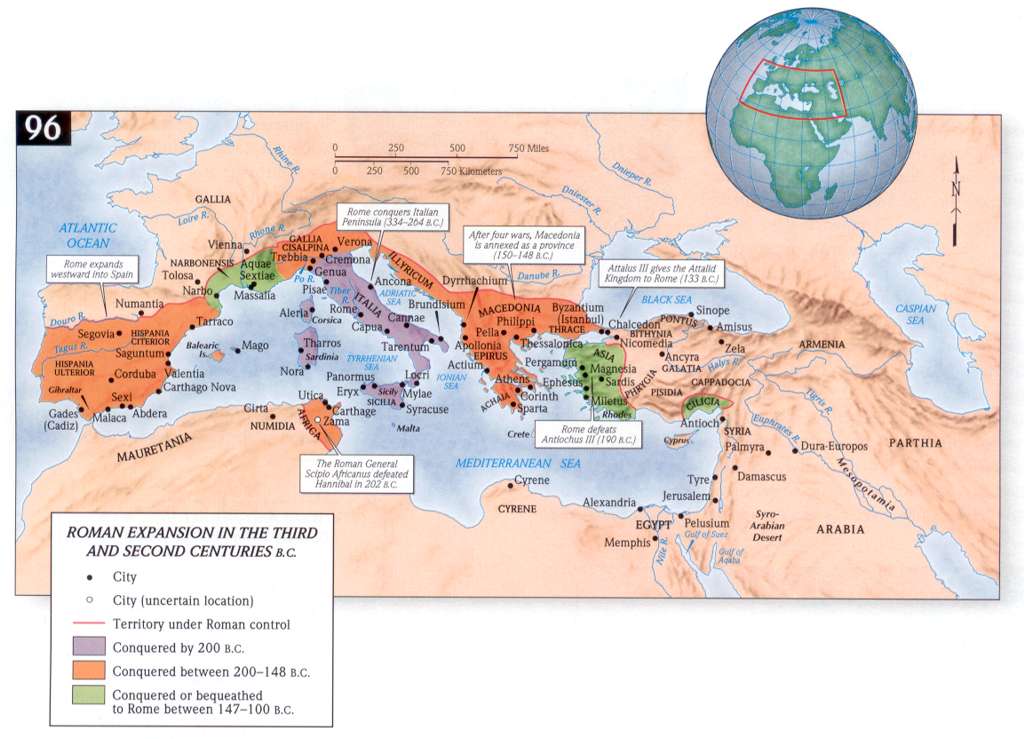 96
0 250 500 750 Miles
0 250 500 750 Kilometers
N
ATLANTIC
OCEAN
GALLIA
Rhine R.
Loire R.
Rhone R.
Dnieper R.
Dniester R.
Danube R.
Rome conquers Italian
Peninsula (334–264 B.C.)
After four wars, Macedonia
is annexed as a province
(150–148 B.C.)
Attalus III gives the Attalid
Kingdom to Rome (133 B.C.)
Rome expands
westward into Spain
Vienna
NARBONENSIS
Tolosa
Narbo
Aquae
Sextiae
Massalia
GALLIA
CISALPINA
Trebbia
Verona
Cremona
Genua
Po R.
Pisae
Tiber
R.
Rome
ITALIA
Ancona
ADRIATIC
SEA
ILLYRICUM
Dyrrhachium
Brundisium
Cannae
Capua
Tarentum
Aleria
Corsica
Tharros
Sardinia
Nora
TYRRHENIAN
SEA
Panormus
Eryx
Sicily
SICILIA
Locri
Mylae
Syracuse
Malta
IONIAN
SEA
Numantia
Douro R.
Segovia
HISPANIA
CITERIOR
Tagus R.
Saguntum
HISPANIA
ULTERIOR
Corduba
Valentia
Carthago Nova
Gibraltar
Sexi
Gades
(Cadiz)
Malaca
Abdera
Tarraco
Balearic
Is.
Mago
MAURETANIA
Cirta
NUMIDIA
Utica
Carthage
Zama
AFRICA
The Roman General
Scipio Africanus defeated
Hannibal in 202 B.C.
MACEDONIA
Philippi
Pella
Thessalonica
Apollonia
EPIRUS
Actium
Athens
Corinth
Sparta
ACHAIA
Crete
Byzantium
(Istanbul)
THRACE
BLACK SEA
Chalcedon
BITHYNIA
Nicomedia
PONTUS
Sinope
Amisus
Zela
Ancyra
GALATIA
Halys R.
ARMENIA
CASPIAN
SEA
ASIA
Pergamum
Magnesia
Ephesus
Sardis
Miletus
Rhodes
PHRYGIA
PISIDIA
CAPPADOCIA
CILICIA
Rome defeats
Antiochus III (190 B.C.)
Antioch
Cyprus
SYRIA
Palmyra
Euphrates R.
Tigris R.
Dura-Europos
PARTHIA
Mesopotamia
Damascus
Tyre
Jerusalem
Syro-
Arabian
Desert
ARABIA
MEDITERRANEAN SEA
Cyrene
CYRENE
Alexandria
EGYPT
Pelusium
Memphis
Nile R.
Gulf of Suez
Gulf of
Aqaba
ROMAN EXPANSION IN THE THIRD
AND SECOND CENTURIES B.C.
City
City (uncertain location)
Territory under Roman control
Conquered by 200 B.C.
Conquered between 200–148 B.C.
Conquered or bequeathed
to Rome between 147–100 B.C.